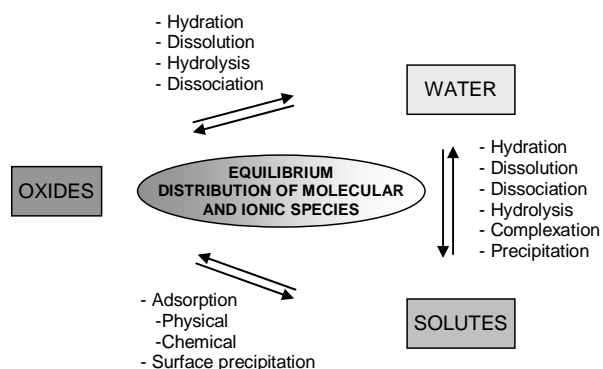 - Hydration
- Dissolution
- Hydrolysis
- Dissociation
WATER
- Hydration
- Dissolution
- Dissociation
- Hydrolysis
- Complexation
- Precipitation
OXIDES
EQUILIBRIUM
DISTRIBUTION OF MOLECULAR
AND IONIC SPECIES
- Adsorption
-Physical
-Chemical
- Surface precipitation
SOLUTES